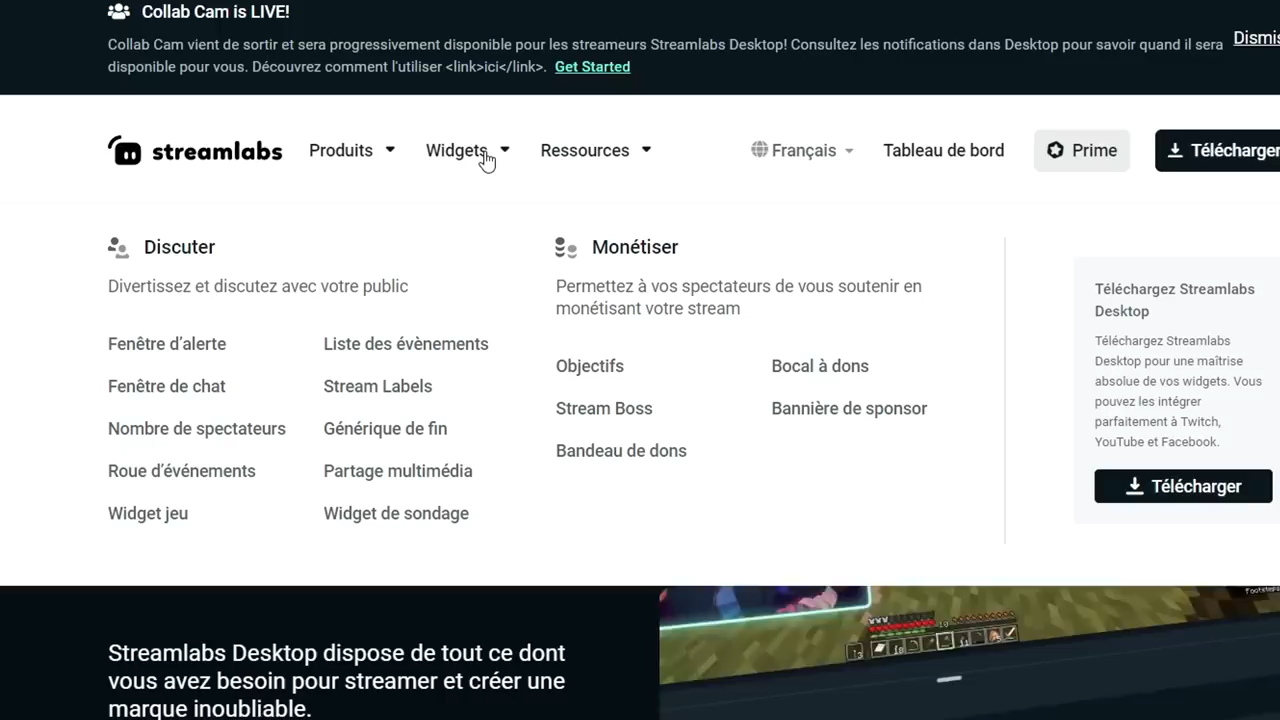 Collab Cam is LIVE!
Collab Cam vient de sortir et sera progressivement disponible pour les streameurs Streamlabs Desktop! Consultez les notifications dans Desktop pour savoir quand il sera
disponible pour vous. Découvrez comment l'utiliser <link>ici</link>. Get Started
Dismis
streamlabs
Produits
Widgets
Ressources
Français
Tableau de bord
Prime
Télécharger
Discuter
Divertissez et discutez avec votre public
Fenêtre d’alerte
Liste des évènements
Fenêtre de chat
Stream Labels
Nombre de spectateurs
Générique de fin
Roue d’événements
Partage multimédia
Widget jeu
Widget de sondage
Monétiser
Permettez à vos spectateurs de vous soutenir en
monétisant votre stream
Objectifs
Bocal à dons
Stream Boss
Bannière de sponsor
Bandeau de dons
Téléchargez Streamlabs
Desktop
Téléchargez Streamlabs
Desktop pour une maîtrise
absolue de vos widgets. Vous
pouvez les intégrer
parfaitement à Twitch,
YouTube et Facebook.
Télécharger
Streamlabs Desktop dispose de tout ce dont
vous avez besoin pour streamer et créer une
marque inoubliable.